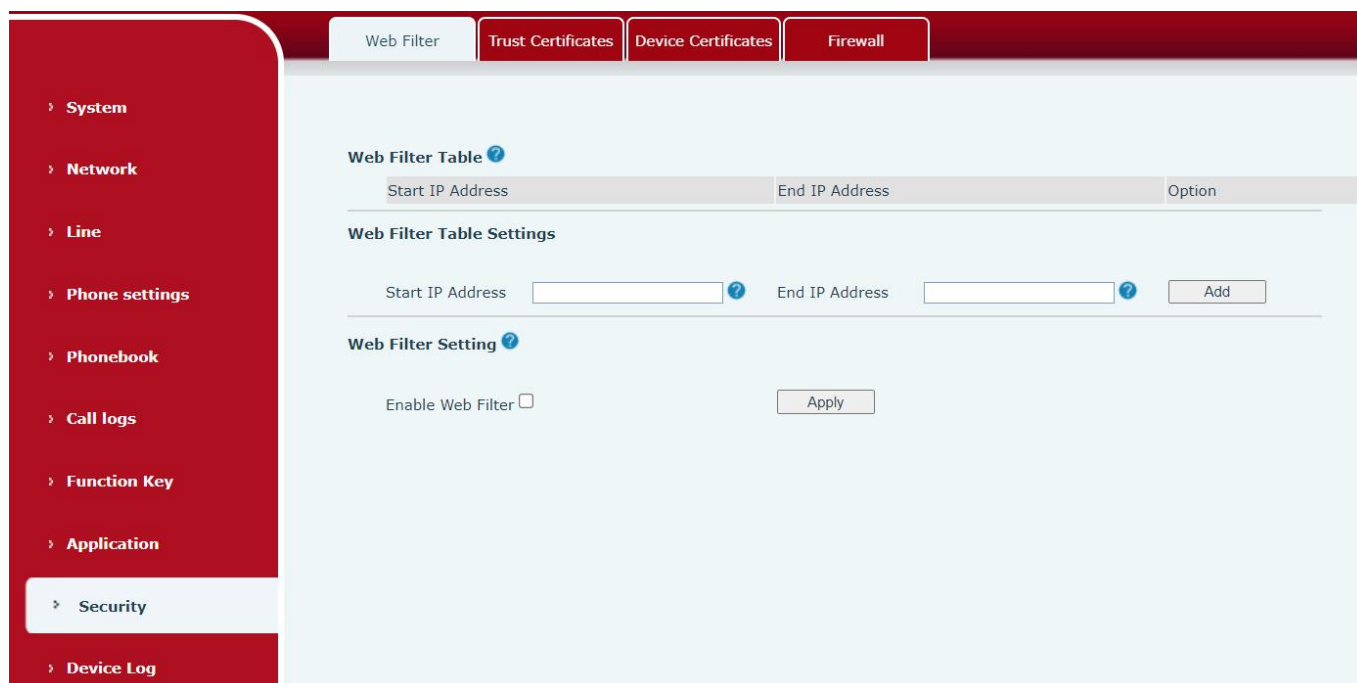 Web Filter
Trust Certificates
Device Certificates
Firewall
System
Network
Line
Phone settings
Phonebook
Call logs
Function Key
Application
Security
Device Log
Web Filter Table ?
Start IP Address End IP Address Option
Web Filter Table Settings
Start IP Address ? End IP Address ? Add
Web Filter Setting ?
Enable Web Filter Apply